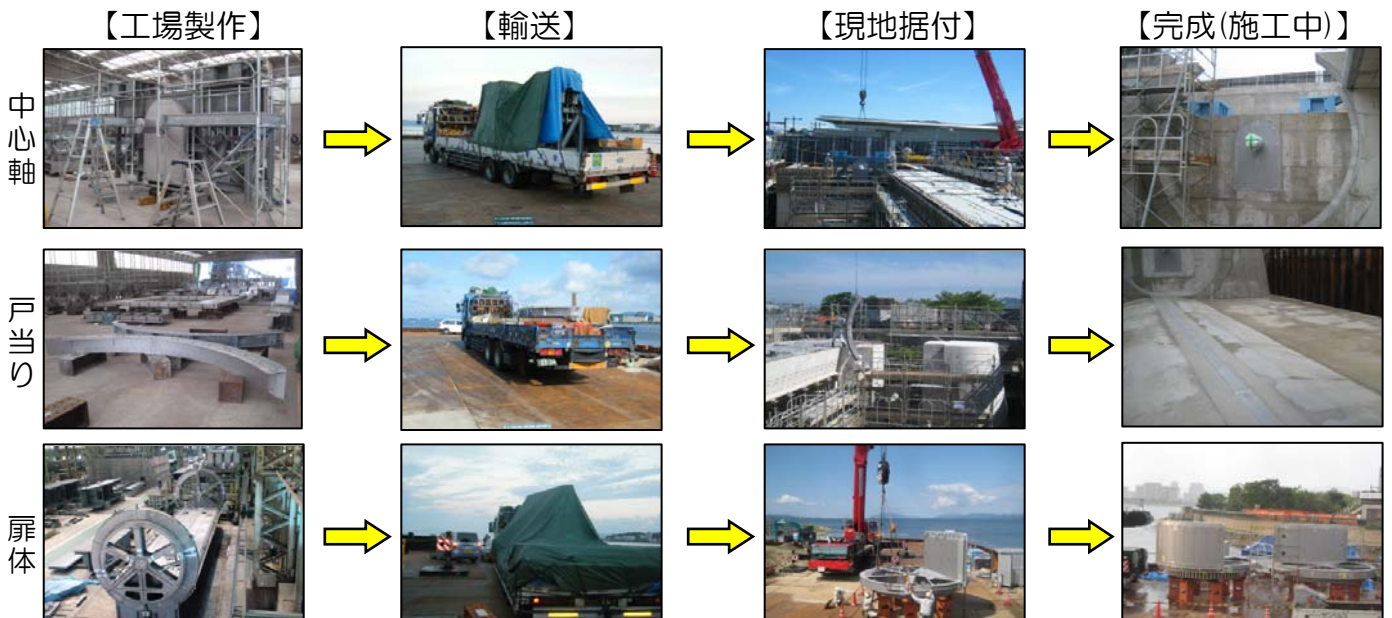 【工場製作】
【輸送】
【現地据付】
【完成(施工中)】
中心軸
戸当り
扉体